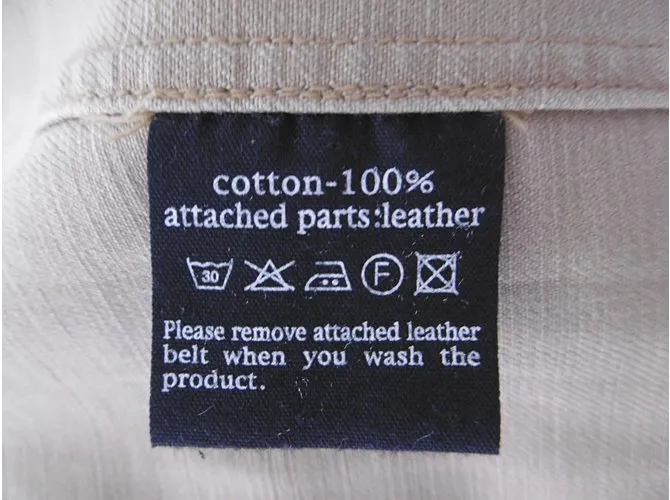 cotton-100%
attached parts:leather
30 F
Please remove attached leather
belt when you wash the
product.